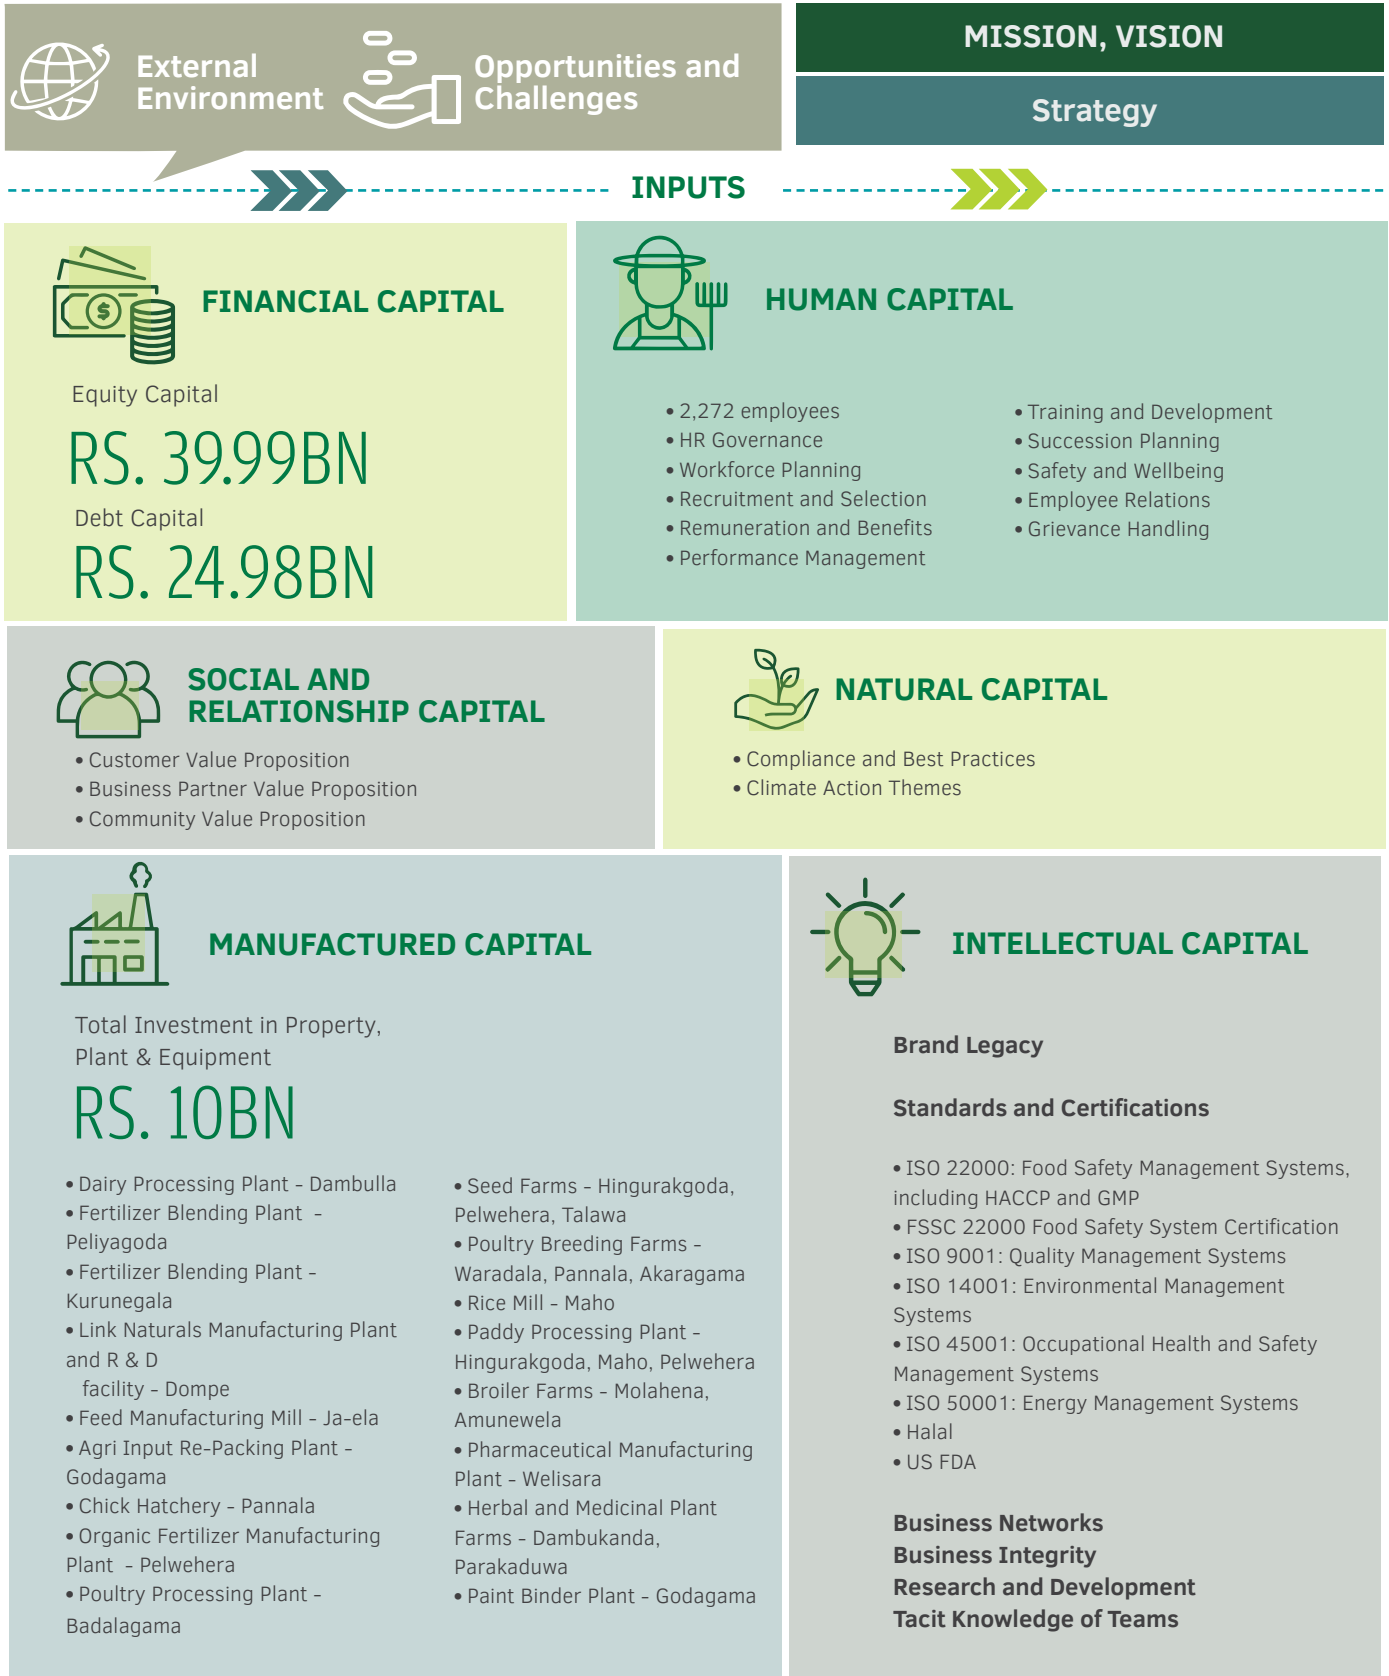 External
Environment
Opportunities and
Challenges
MISSION, VISION
Strategy
INPUTS
FINANCIAL CAPITAL
Equity Capital
RS. 39.99BN
Debt Capital
RS. 24.98BN
HUMAN CAPITAL
• 2,272 employees
• HR Governance
• Workforce Planning
• Recruitment and Selection
• Remuneration and Benefits
• Performance Management
• Training and Development
• Succession Planning
• Safety and Wellbeing
• Employee Relations
• Grievance Handling
SOCIAL AND
RELATIONSHIP CAPITAL
• Customer Value Proposition
• Business Partner Value Proposition
• Community Value Proposition
NATURAL CAPITAL
• Compliance and Best Practices
• Climate Action Themes
MANUFACTURED CAPITAL
Total Investment in Property,
Plant & Equipment
RS. 10BN
• Dairy Processing Plant - Dambulla
• Fertilizer Blending Plant -
Peliyagoda
• Fertilizer Blending Plant -
Kurunegala
• Link Naturals Manufacturing Plant
and R & D
facility - Dompe
• Feed Manufacturing Mill - Ja-ela
• Agri Input Re-Packing Plant -
Godagama
• Chick Hatchery - Pannala
• Organic Fertilizer Manufacturing
Plant - Pelwehera
• Poultry Processing Plant -
Badalagama
• Seed Farms - Hingurakgoda,
Pelwehera, Talawa
• Poultry Breeding Farms -
Waradala, Pannala, Akaragama
• Rice Mill - Maho
• Paddy Processing Plant -
Hingurakgoda, Maho, Pelwehera
• Broiler Farms - Molahena,
Amunewela
• Pharmaceutical Manufacturing
Plant - Welisara
• Herbal and Medicinal Plant
Farms - Dambukanda,
Parakaduwa
• Paint Binder Plant - Godagama
INTELLECTUAL CAPITAL
Brand Legacy
Standards and Certifications
• ISO 22000: Food Safety Management Systems,
including HACCP and GMP
• FSSC 22000 Food Safety System Certification
• ISO 9001: Quality Management Systems
• ISO 14001: Environmental Management
Systems
• ISO 45001: Occupational Health and Safety
Management Systems
• ISO 50001: Energy Management Systems
• Halal
• US FDA
Business Networks
Business Integrity
Research and Development
Tacit Knowledge of Teams